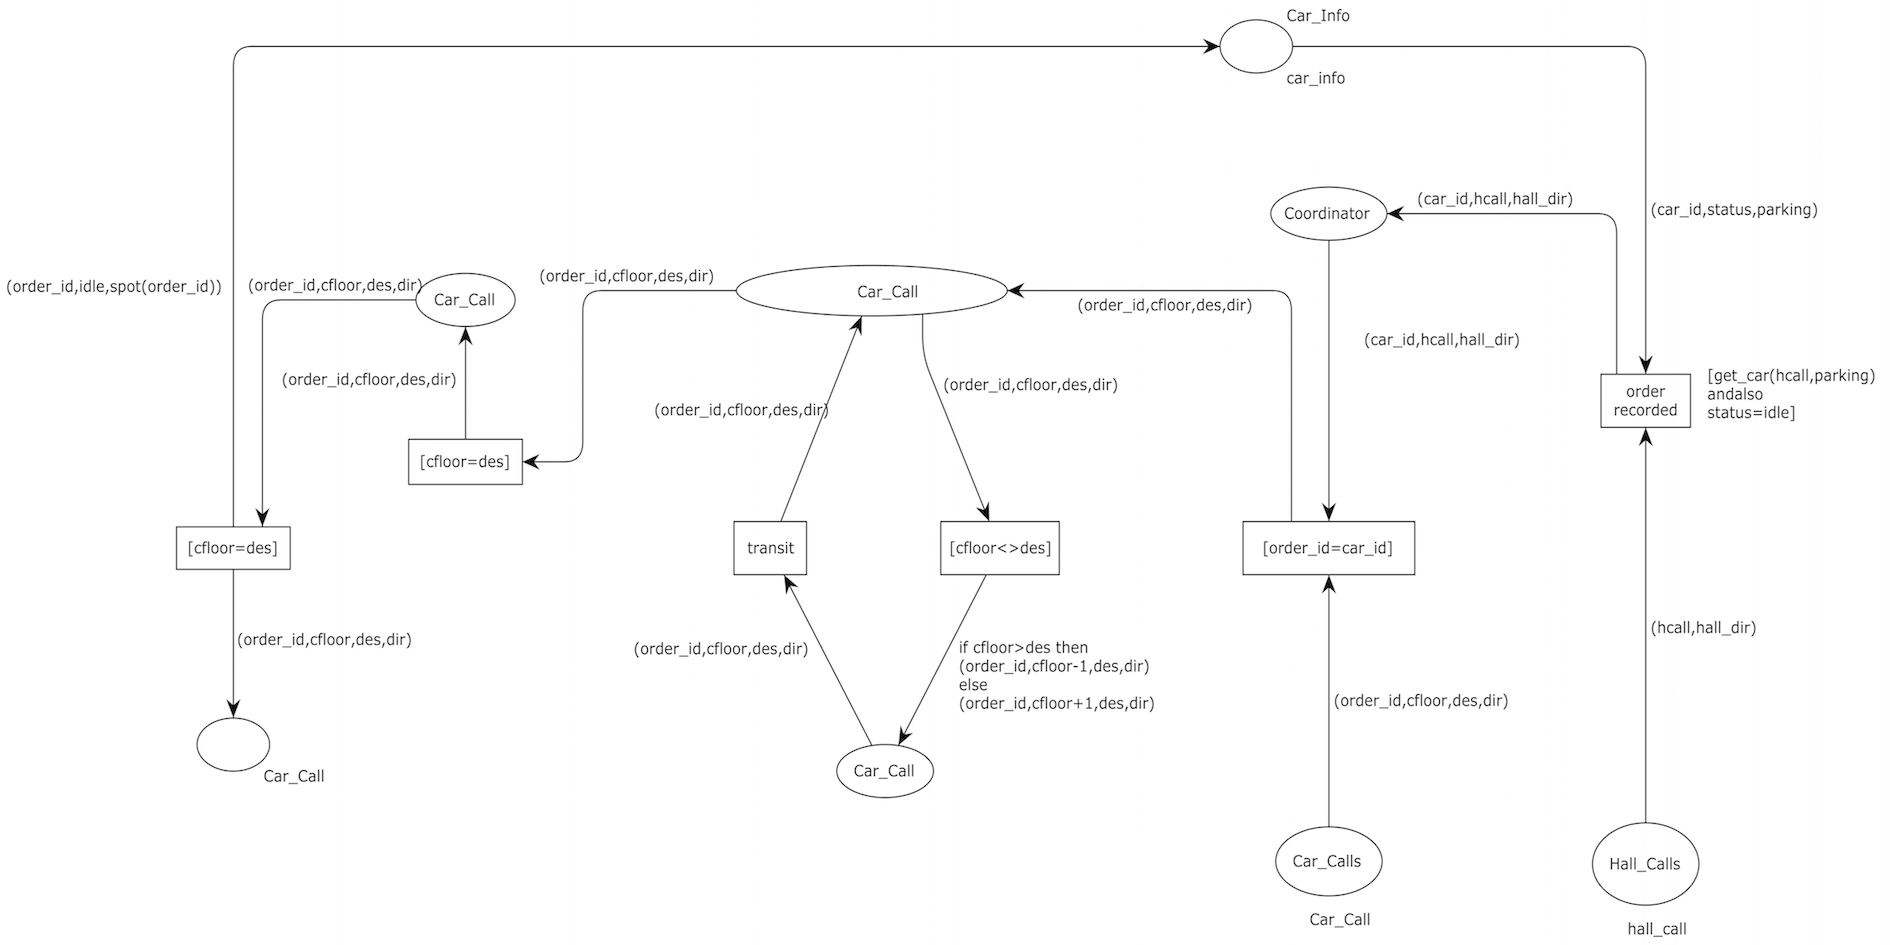 Car_Info
car_info
Coordinator
(car_id,hcall,hall_dir)
(car_id,status,parking)
(order_id,idle,spot(order_id))
(order_id,cfloor,des,dir)
Car_Call
(order_id,cfloor,des,dir)
Car_Call
(order_id,cfloor,des,dir)
(car_id,hcall,hall_dir)
(order_id,cfloor,des,dir)
(order_id,cfloor,des,dir)
(order_id,cfloor,des,dir)
order
recorded
[get_car(hcall,parking)
andalso
status=idle]
[cfloor=des]
[cfloor=des]
transit
[cfloor<>des]
[order_id=car_id]
(order_id,cfloor,des,dir)
(order_id,cfloor,des,dir)
if cfloor>des then
(order_id,cfloor-1,des,dir)
else
(order_id,cfloor+1,des,dir)
(hcall,hall_dir)
(order_id,cfloor,des,dir)
Car_Call
Car_Call
Car_Calls
Car_Call
Hall_Calls
hall_call